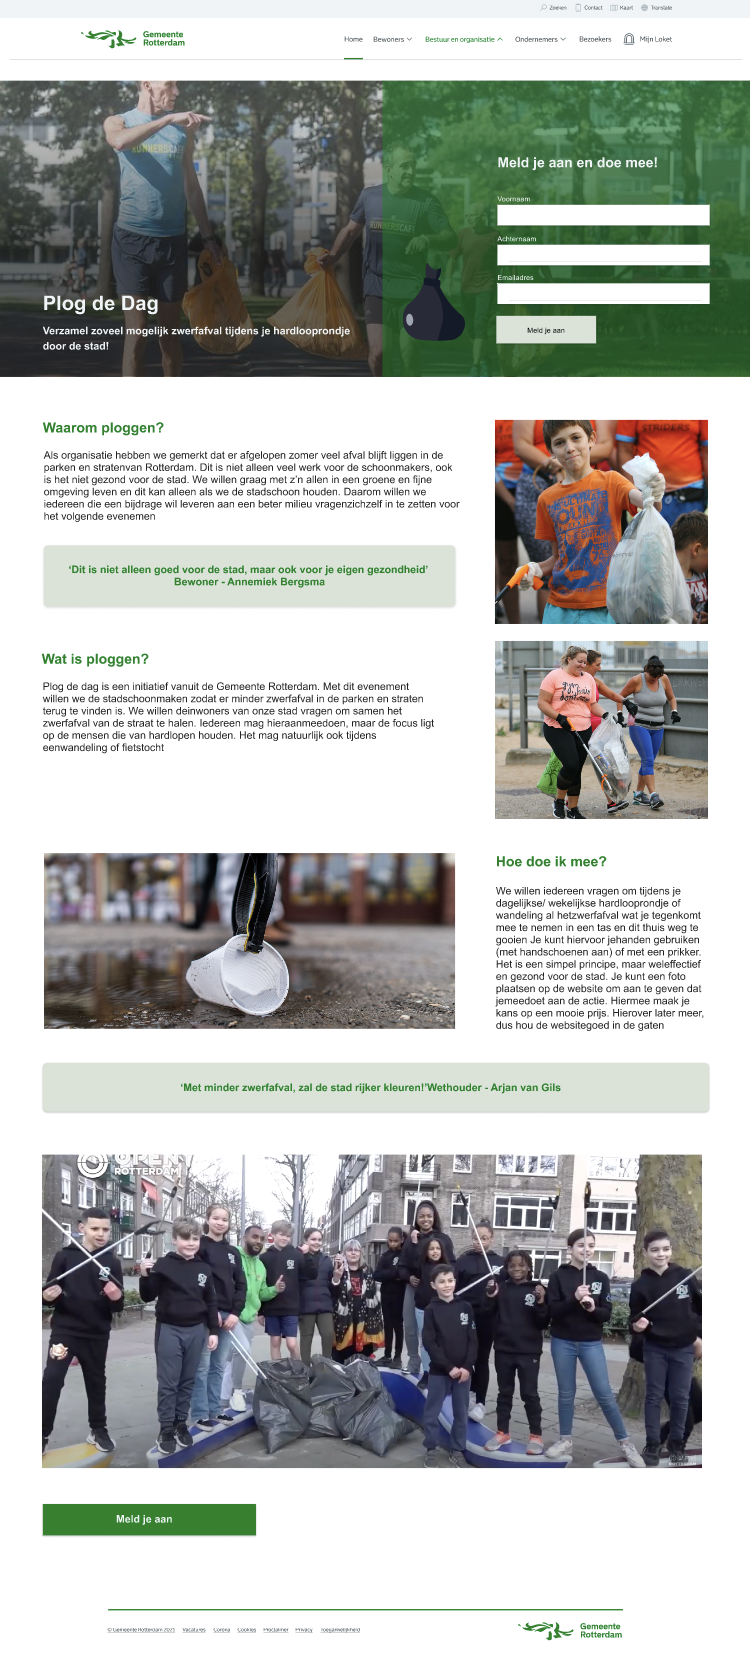 Zoeken Contact Kaart Translate
Gemeente
Rotterdam
Home Bewoners Bestuur en organisatie Ondernemers Bezoekers Mijn Loket
Meld je aan en doe mee!
Voornaam
Achternaam
Emailadres
Meld je aan
Plog de Dag
Verzamel zoveel mogelijk zwerfafval tijdens je hardlooprondje
door de stad!
Waarom ploggen?
Als organisatie hebben we gemerkt dat er afgelopen zomer veel afval blijft liggen in de
parken en stratenvan Rotterdam. Dit is niet alleen veel werk voor de schoonmakers, ook
is het niet gezond voor de stad. We willen graag met z'n allen in een groene en fijne
omgeving leven en dit kan alleen als we de stadschoon houden. Daarom willen we
iedereen die een bijdrage wil leveren aan een beter milieu vragenzichzelf in te zetten voor
het volgende evenemen
‘Dit is niet alleen goed voor de stad, maar ook voor je eigen gezondheid’
Bewoner - Annemiek Bergsma
STRIDERS
Wat is ploggen?
Plog de dag is een initiatief vanuit de Gemeente Rotterdam. Met dit evenement
willen we de stadschoonmaken zodat er minder zwerfafval in de parken en straten
terug te vinden is. We willen deinwoners van onze stad vragen om samen het
zwerfafval van de straat te halen. Iedereen mag hieraanmeedoen, maar de focus ligt
op de mensen die van hardlopen houden. Het mag natuurlijk ook tijdens
eenwandeling of fietstocht
Hoe doe ik mee?
We willen iedereen vragen om tijdens je
dagelijkse/ wekelijkse hardlooprondje of
wandeling al hetzwerfafval wat je tegenkomt
mee te nemen in een tas en dit thuis weg te
gooien Je kunt hiervoor jehanden gebruiken
(met handschoenen aan) of met een prikker.
Het is een simpel principe, maar weleffectief
en gezond voor de stad. Je kunt een foto
plaatsen op de website om aan te geven dat
jemeedoet aan de actie. Hiermee maak je
kans op een mooie prijs. Hierover later meer,
dus hou de websitegoed in de gaten
‘Met minder zwerfafval, zal de stad rijker kleuren!’Wethouder - Arjan van Gils
OPEN
ROTTERDAM
Meld je aan
© Gemeente Rotterdam 2021 Vacatures Corona Cookies Proclaimer Privacy Toegankelijkheid
Gemeente
Rotterdam